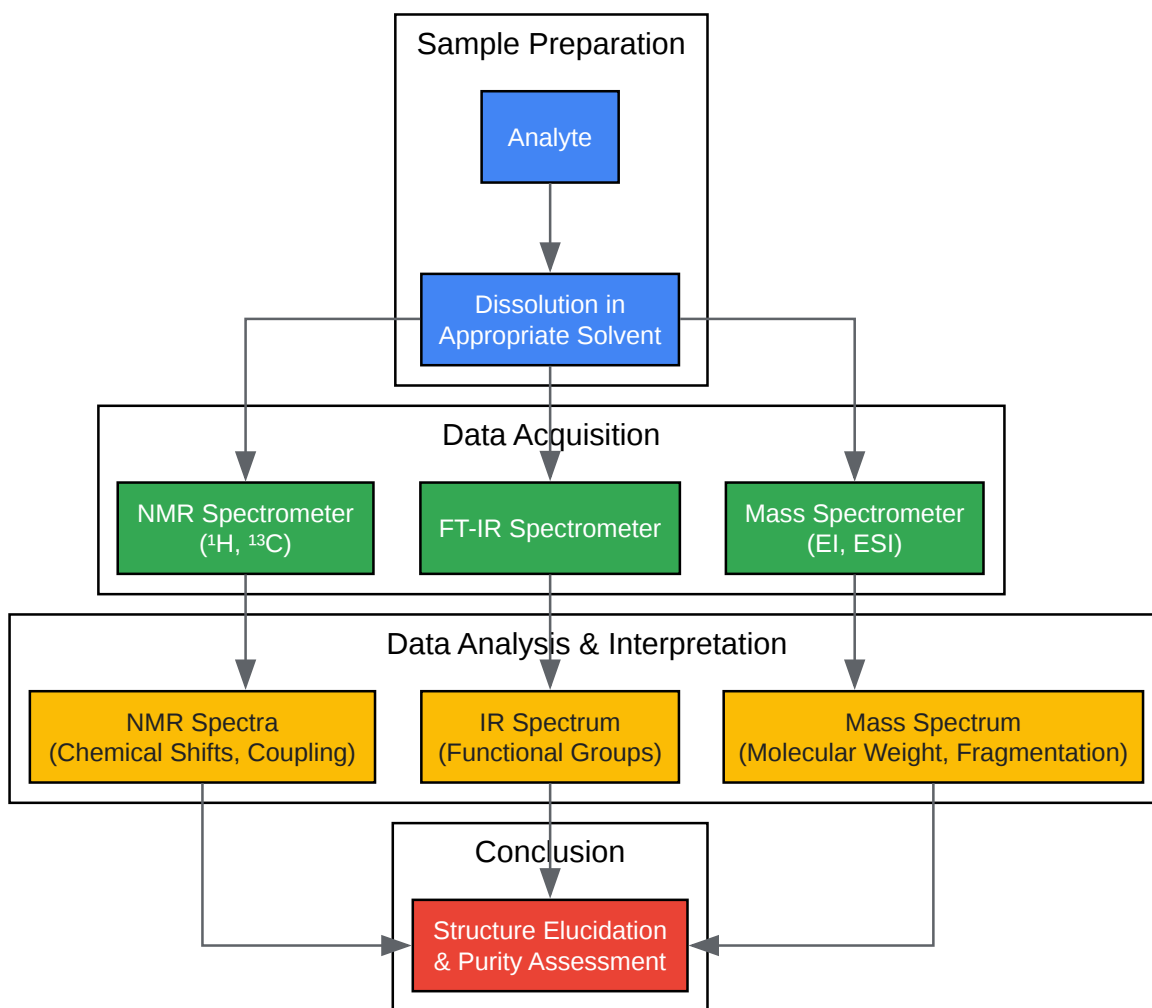 Sample Preparation
Analyte
Dissolution in
Appropriate Solvent
Data Acquisition
NMR Spectrometer
(¹H, ¹³C)
FT-IR Spectrometer
Mass Spectrometer
(EI, ESI)
Data Analysis & Interpretation
NMR Spectra
(Chemical Shifts, Coupling)
IR Spectrum
(Functional Groups)
Mass Spectrum
(Molecular Weight, Fragmentation)
Conclusion
Structure Elucidation
& Purity Assessment